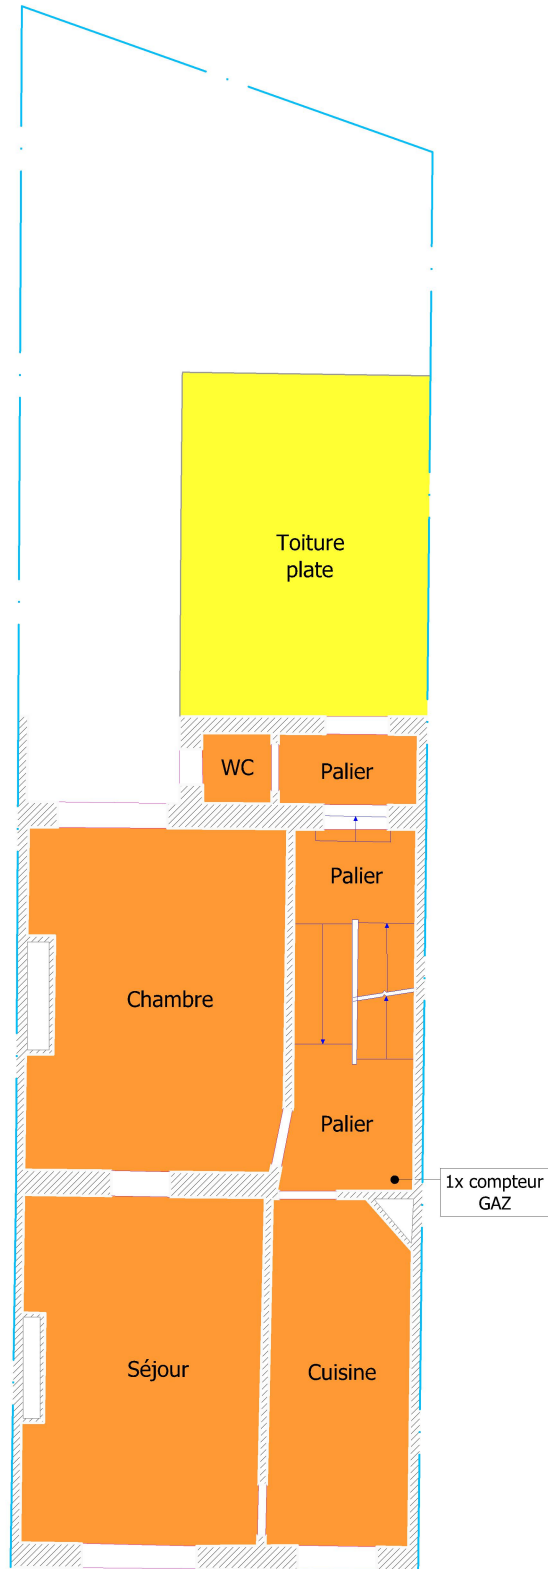 Toiture
plate
WC
Palier
Palier
Chambre
Palier
1x compteur
GAZ
Séjour
Cuisine